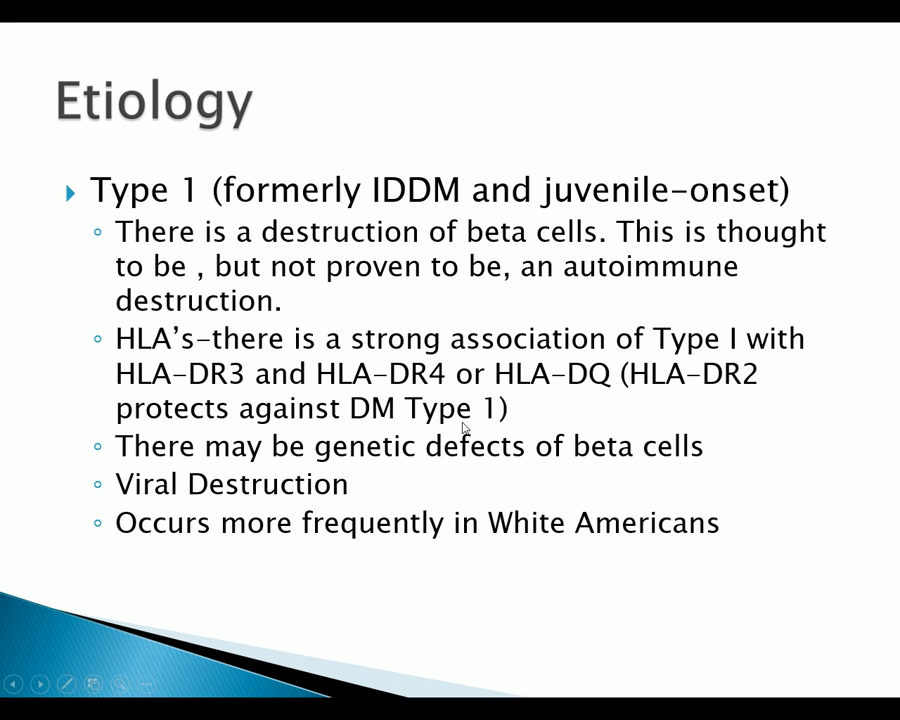 Etiology
Type 1 (formerly IDDM and juvenile-onset)
There is a destruction of beta cells. This is thought
to be , but not proven to be, an autoimmune
destruction.
HLA’s-there is a strong association of Type I with
HLA-DR3 and HLA-DR4 or HLA-DQ (HLA-DR2
protects against DM Type 1)
There may be genetic defects of beta cells
Viral Destruction
Occurs more frequently in White Americans